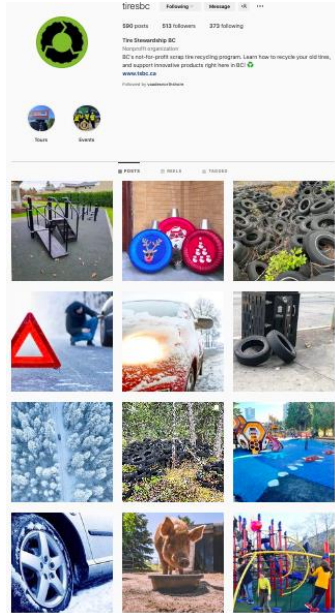 tiresbc
Following
Message
590 posts 513 followers 373 following
Tire Stewardship BC
Nonprofit organization
BC's not-for-profit scrap tire recycling program. Learn how to recycle your old tires,
and support innovative products right here in BC! ♻
www.tsbc.ca
Followed by
Tours
Events
POSTS
REELS
TAGGED